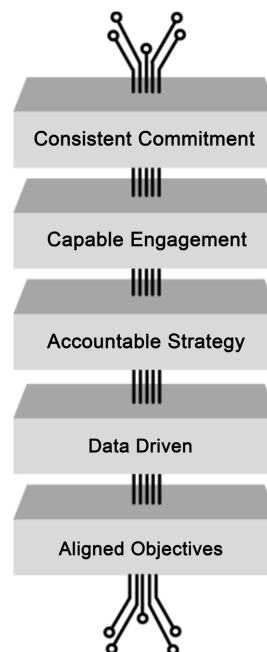 Consistent Commitment
Capable Engagement
Accountable Strategy
Data Driven
Aligned Objectives